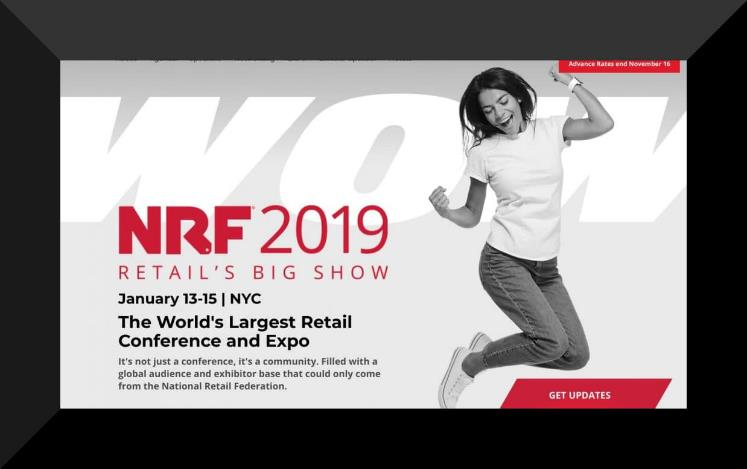 Advance Rates end November 16
WOW
NRF 2019
RETAIL'S BIG SHOW
January 13-15 | NYC
The World's Largest Retail
Conference and Expo
It's not just a conference, it's a community. Filled with a
global audience and exhibitor base that could only come
from the National Retail Federation.
GET UPDATES